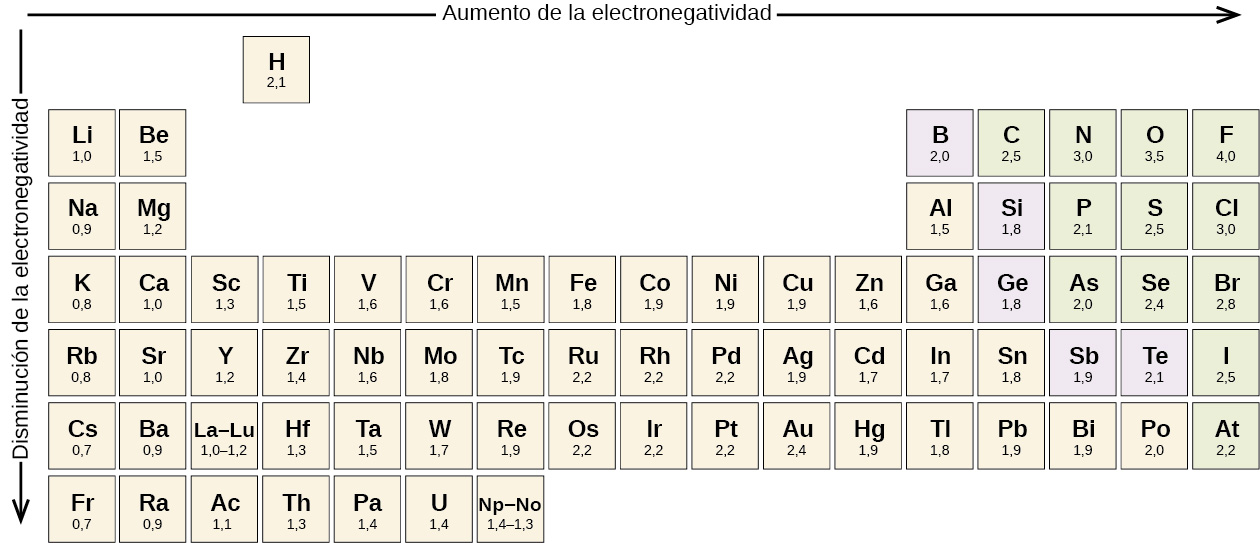 Aumento de la electronegatividad
Disminución de la electronegatividad
H
2,1
Li Be B C N O F
1,0 1,5 2,0 2,5 3,0 3,5 4,0
Na Mg Al Si P S Cl
0,9 1,2 1,5 1,8 2,1 2,5 3,0
K Ca Sc Ti V Cr Mn Fe Co Ni Cu Zn Ga Ge As Se Br
0,8 1,0 1,3 1,5 1,6 1,6 1,5 1,8 1,9 1,9 1,9 1,6 1,6 1,8 2,0 2,4 2,8
Rb Sr Y Zr Nb Mo Tc Ru Rh Pd Ag Cd In Sn Sb Te I
0,8 1,0 1,2 1,4 1,6 1,8 1,9 2,2 2,2 2,2 1,9 1,7 1,7 1,8 1,9 2,1 2,5
Cs Ba La–Lu Hf Ta W Re Os Ir Pt Au Hg Tl Pb Bi Po At
0,7 0,9 1,0–1,2 1,3 1,5 1,7 1,9 2,2 2,2 2,2 2,4 1,9 1,8 1,9 1,9 2,0 2,2
Fr Ra Ac Th Pa U Np–No
0,7 0,9 1,1 1,3 1,4 1,4 1,4–1,3